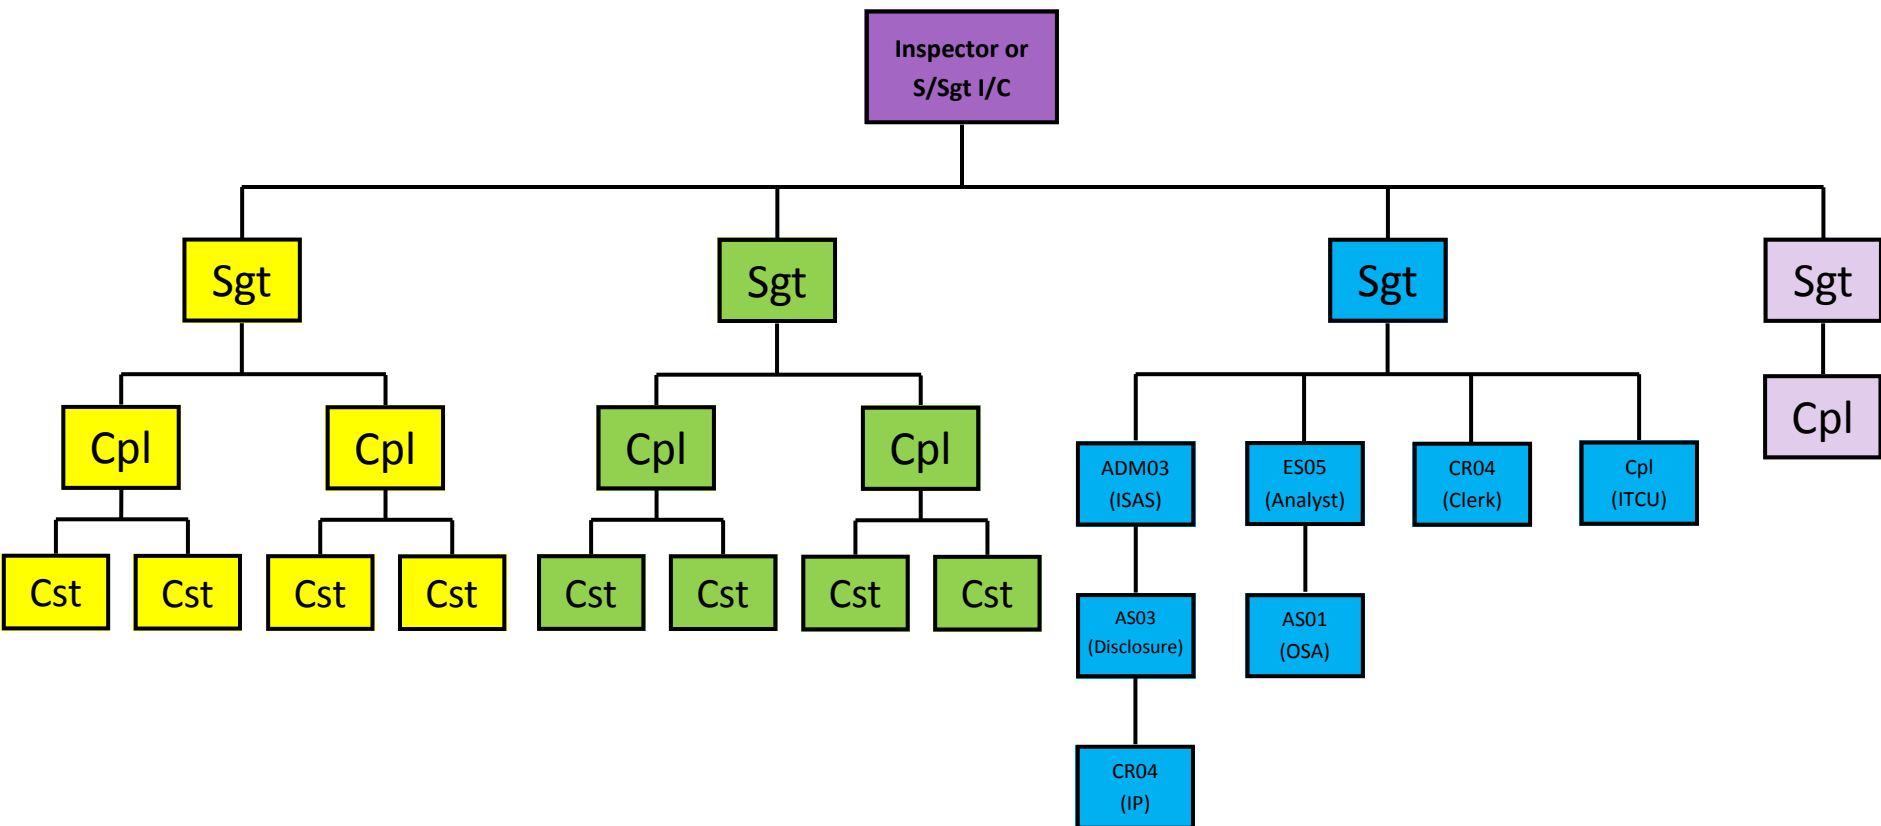 Inspector or
S/Sgt I/C
Sgt
Sgt
Sgt
Sgt
Cpl
Cpl
Cpl
Cpl
Cpl
ADM03
(ISAS)
ES05
(Analyst)
CR04
(Clerk)
Cpl
(ITCU)
Cst
Cst
Cst
Cst
Cst
Cst
Cst
Cst
AS03
(Disclosure)
AS01
(OSA)
CR04
(IP)